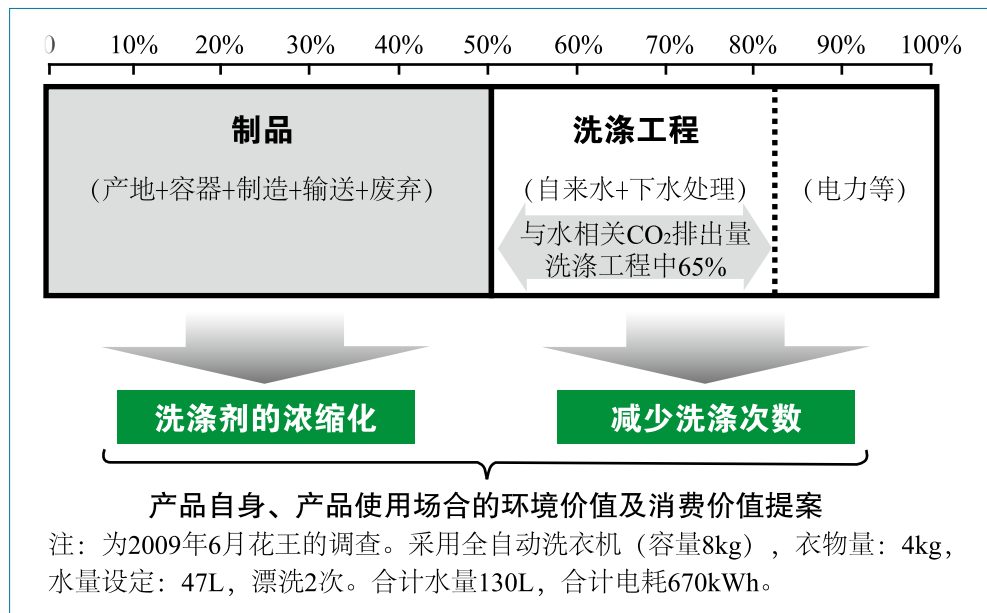 0 10% 20% 30% 40% 50% 60% 70% 80% 90% 100%
制品
(产地+容器+制造+输送+废弃)
洗涤工程
(自来水+下水处理)
(电力等)
与水相关CO₂排出量
洗涤工程中65%
洗涤剂的浓缩化
减少洗涤次数
产品自身、产品使用场合的环境价值及消费价值提案
注：为2009年6月花王的调查。采用全自动洗衣机（容量8kg），衣物量：4kg，
水量设定：47L，漂洗2次。合计水量130L，合计电耗670kWh。